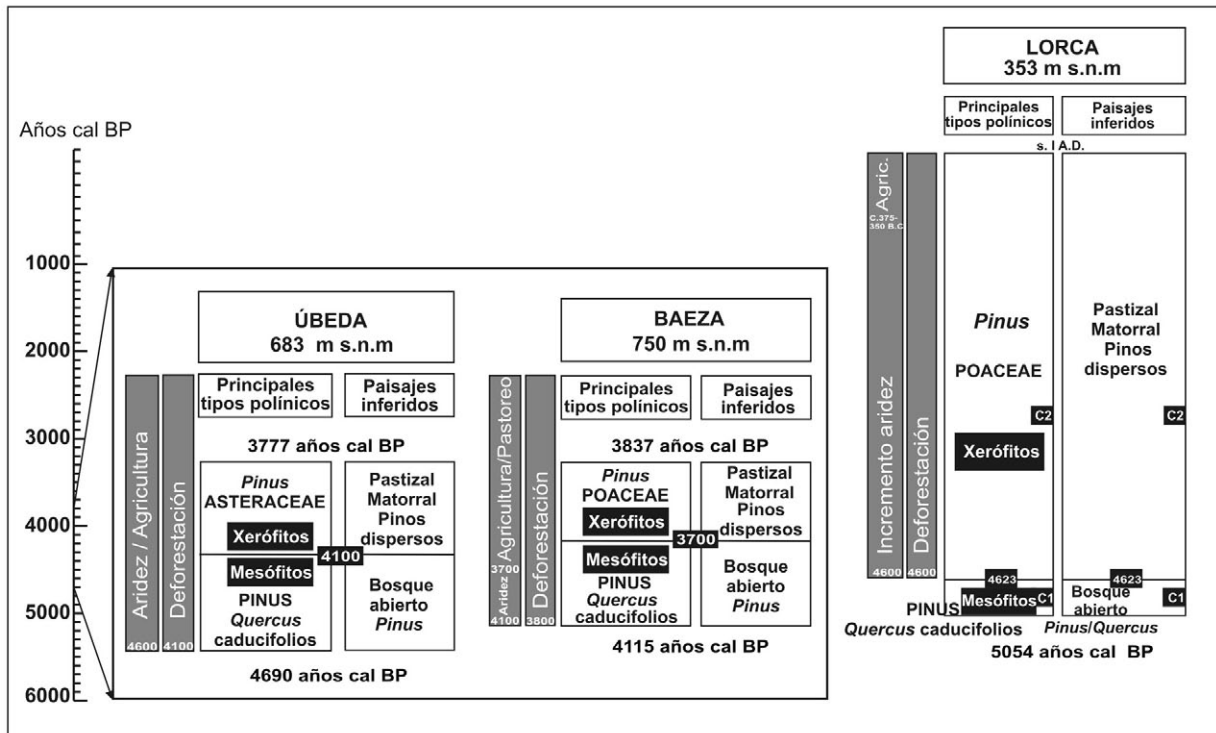 Años cal BP
1000
2000
3000
4000
5000
6000
ÚBEDA
683 m s.n.m
Principales
tipos polínicos
Paisajes
inferidos
3777 años cal BP
Aridez / Agricultura
4600
Deforestación
4100
Pinus
ASTERACEAE
Xerófitos
4100
Mesófitos
PINUS
Quercus
caducifolios
Pastizal
Matorral
Pinos
dispersos
Bosque
abierto
Pinus
4690 años cal BP
BAEZA
750 m s.n.m
Principales
tipos polínicos
Paisajes
inferidos
3837 años cal BP
Agricultura/Pastoreo
3700
Aridez
4100
Deforestación
3800
Pinus
POACEAE
Xerófitos
3700
Mesófitos
PINUS
Quercus
caducifolios
Pastizal
Matorral
Pinos
dispersos
Bosque
abierto
Pinus
4115 años cal BP
LORCA
353 m s.n.m
Principales
tipos polínicos
Paisajes
inferidos
s. I A.D.
Agric.
C.375-
350 B.C
Incremento aridez
4600
Deforestación
4600
Pinus
POACEAE
C2
Xerófitos
4623
Mesófitos
C1
PINUS
Quercus caducifolios
Pastizal
Matorral
Pinos
dispersos
C2
4623
Bosque
abierto
C1
Pinus/Quercus
5054 años cal BP